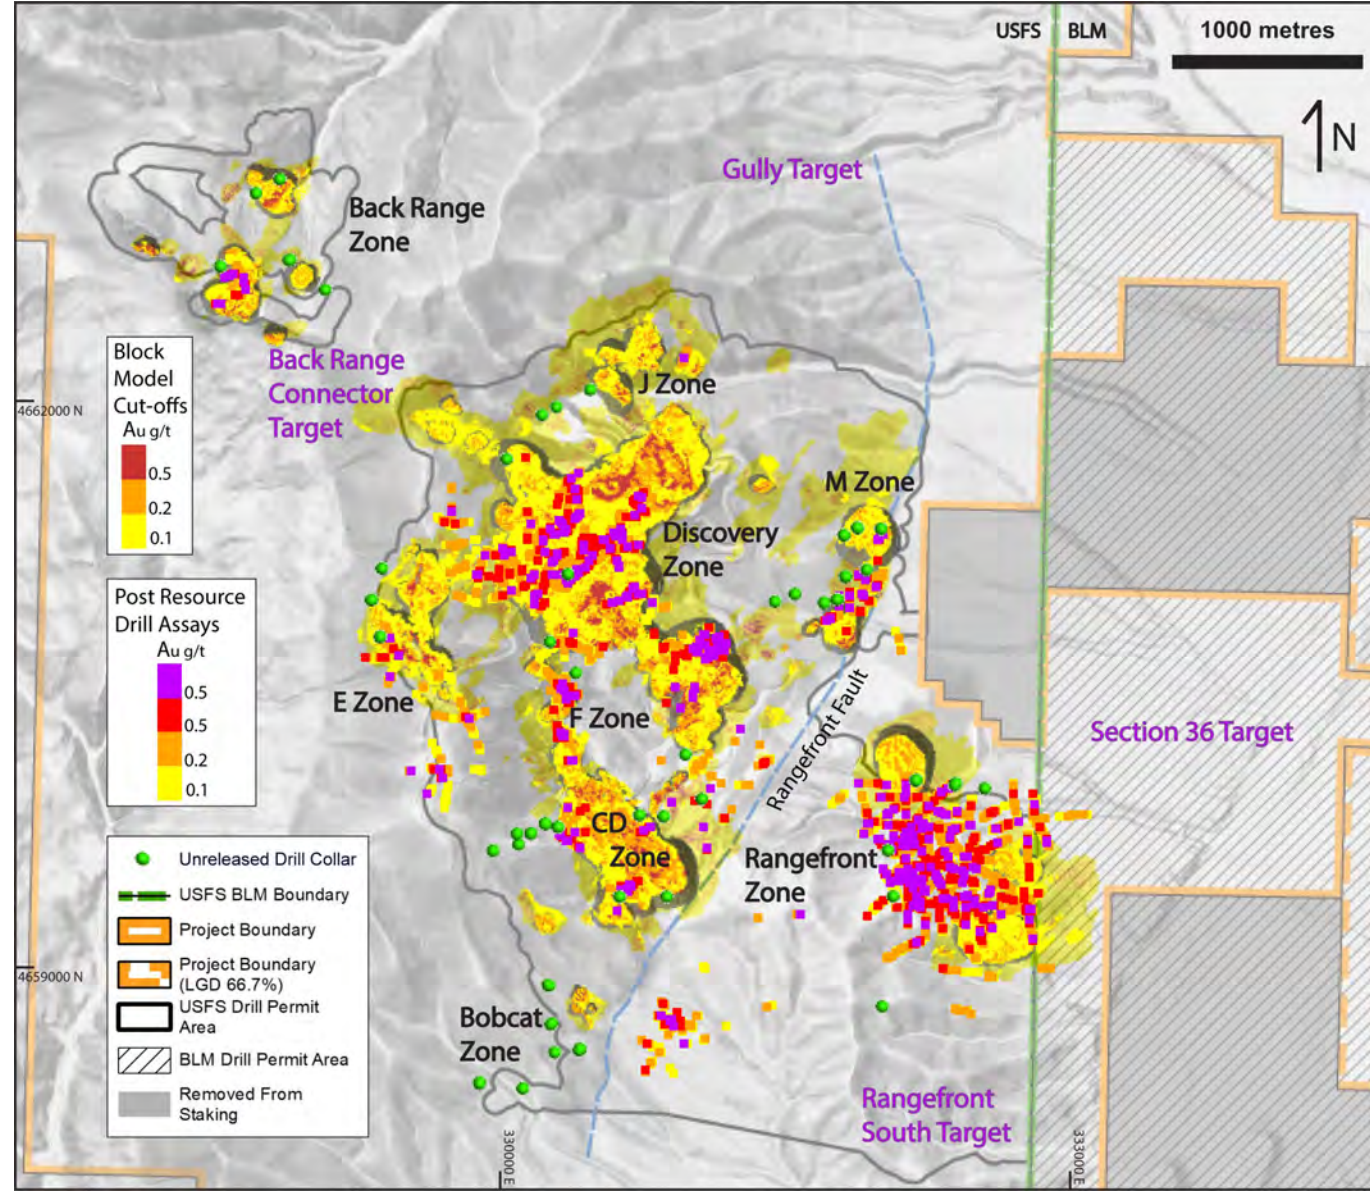 USFS
BLM
1000 metres
N
Gully Target
Back Range
Zone
Back Range
Connector
Target
J Zone
M Zone
Discovery
Zone
E Zone
F Zone
Rangefront Fault
Section 36 Target
CD
Zone
Rangefront
Zone
Bobcat
Zone
Rangefront
South Target
4662000 N
4659000 N
330000 E
333000 E
Block
Model
Cut-offs
Au g/t
0.5
0.2
0.1
Post Resource
Drill Assays
Au g/t
0.5
0.5
0.2
0.1
Unreleased Drill Collar
USFS BLM Boundary
Project Boundary
Project Boundary
(LGD 66.7%)
USFS Drill Permit
Area
BLM Drill Permit Area
Removed From
Staking